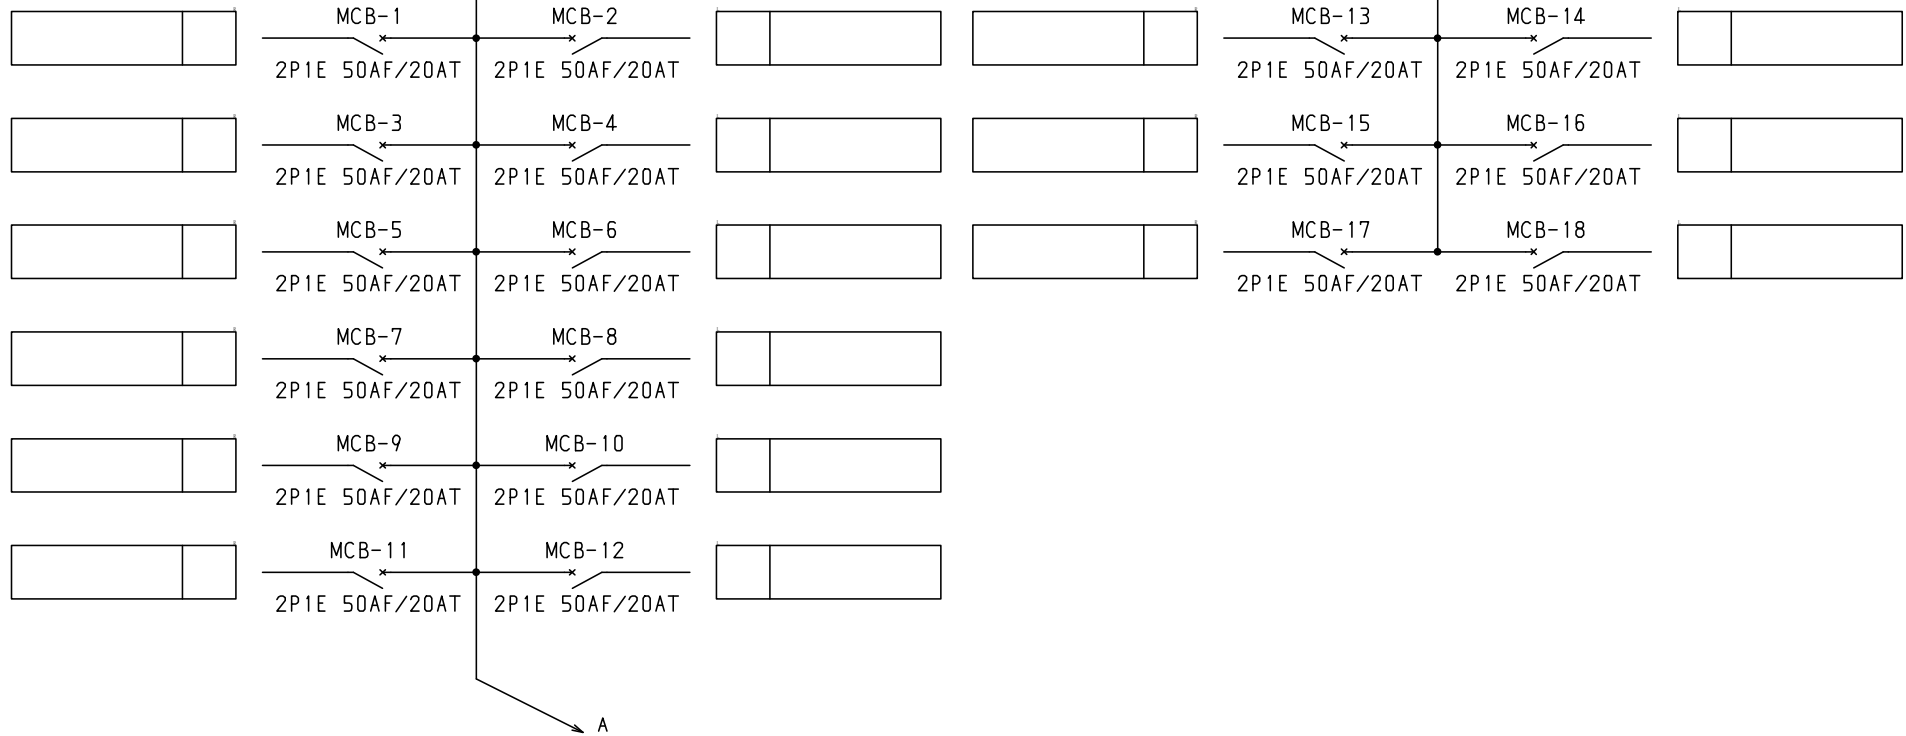 MCB-1 MCB-2
2P1E 50AF/20AT 2P1E 50AF/20AT
MCB-3 MCB-4
2P1E 50AF/20AT 2P1E 50AF/20AT
MCB-5 MCB-6
2P1E 50AF/20AT 2P1E 50AF/20AT
MCB-7 MCB-8
2P1E 50AF/20AT 2P1E 50AF/20AT
MCB-9 MCB-10
2P1E 50AF/20AT 2P1E 50AF/20AT
MCB-11 MCB-12
2P1E 50AF/20AT 2P1E 50AF/20AT
A
MCB-13 MCB-14
2P1E 50AF/20AT 2P1E 50AF/20AT
MCB-15 MCB-16
2P1E 50AF/20AT 2P1E 50AF/20AT
MCB-17 MCB-18
2P1E 50AF/20AT 2P1E 50AF/20AT